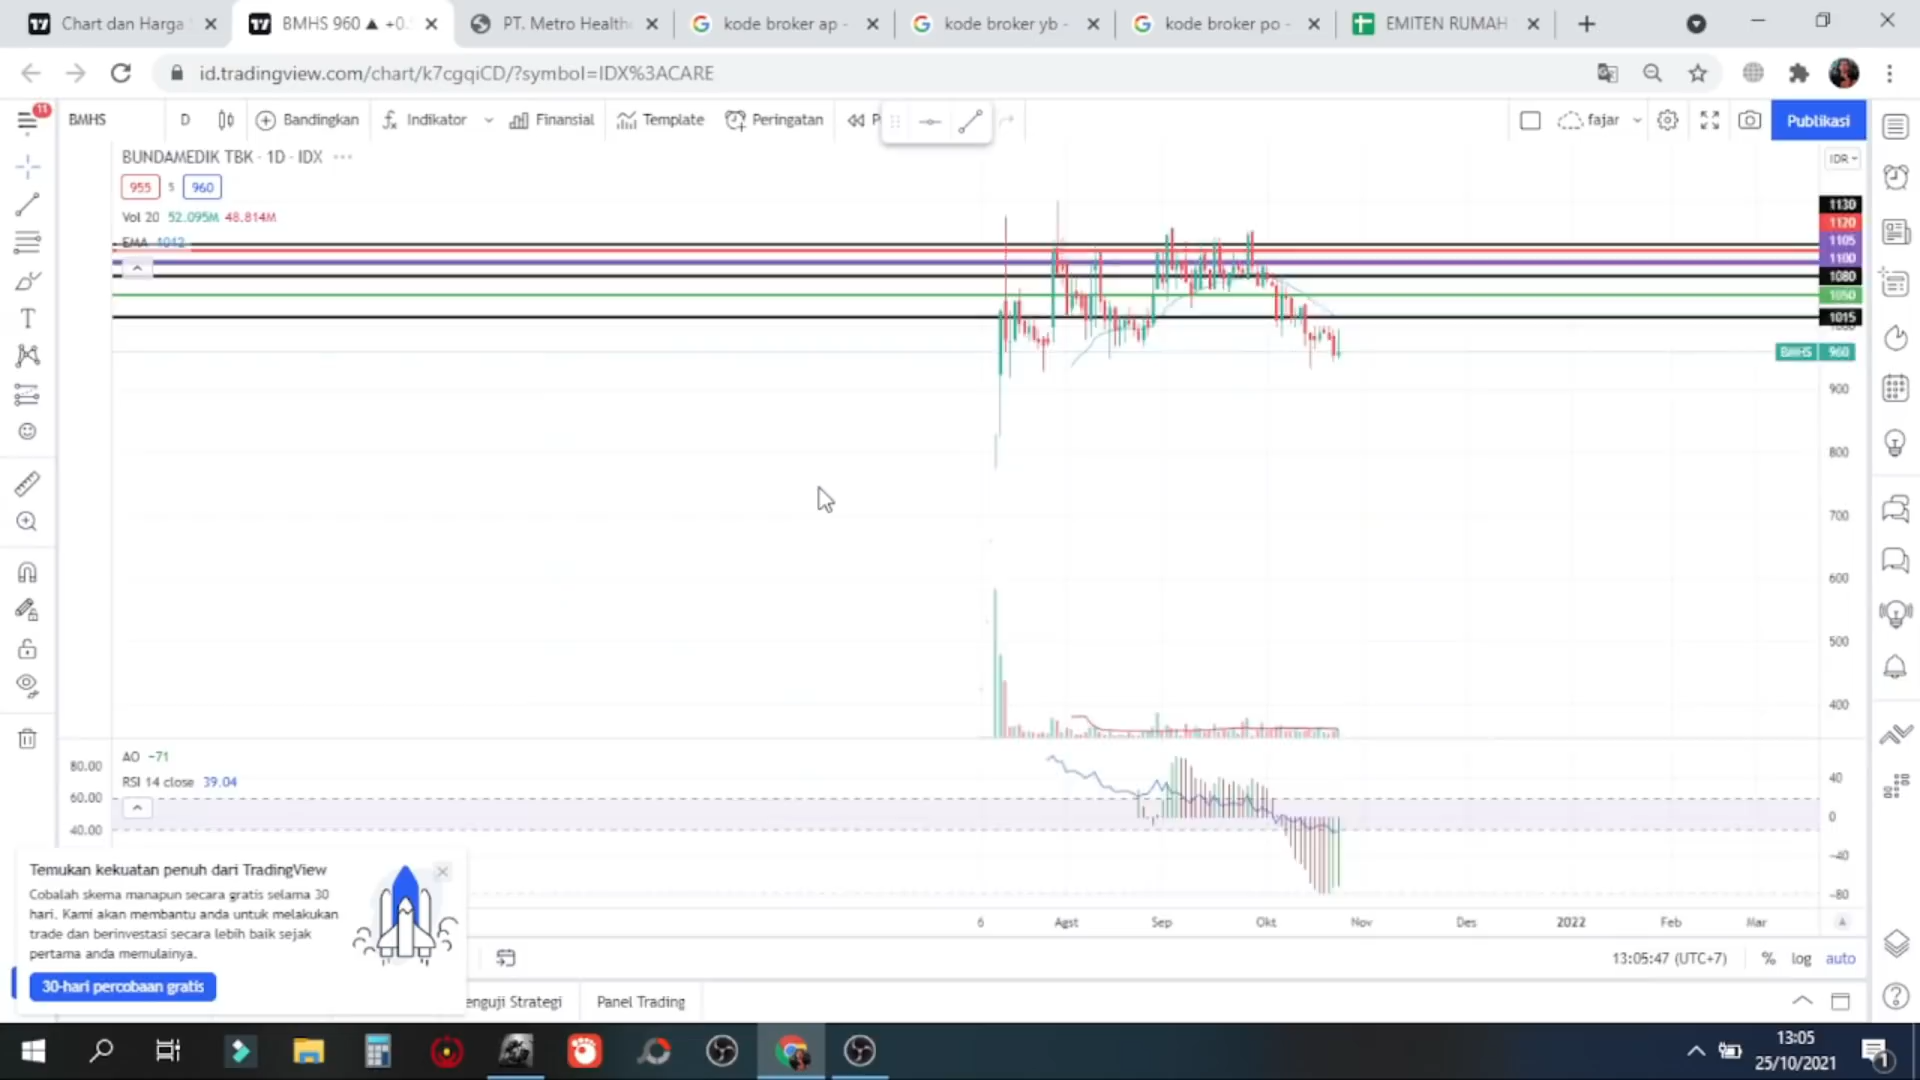 Chart dan Harga
BMHS 960 ▲ +0.
PT. Metro Healthc
kode broker ap -
kode broker yb -
kode broker po -
EMITEN RUMAH
id.tradingview.com/chart/k7cgqiCD/?symbol=IDX%3ACARE
11
BMHS
D
Bandingkan
Indikator
Finansial
Template
Peringatan
P
fajar
Publikasi
BUNDAMEDIK TBK · 1D · IDX
IDR
955
5
960
Vol 20 52.095M 48.814M
EMA 1012
1130
1120
1105
1100
1080
1050
1015
1000
BMHS 960
900
800
700
600
500
400
AO -71
RSI 14 close 39.04
80.00
60.00
40.00
40
0
-40
-80
6
Agst
Sep
Okt
Nov
Des
2022
Feb
Mar
A
Temukan kekuatan penuh dari TradingView
Cobalah skema manapun secara gratis selama 30
hari. Kami akan membantu anda untuk melakukan
trade dan berinvestasi secara lebih baik sejak
pertama anda memulainya.
30-hari percobaan gratis
13:05:47 (UTC+7)
%
log
auto
enguji Strategi
Panel Trading
13:05
25/10/2021
1